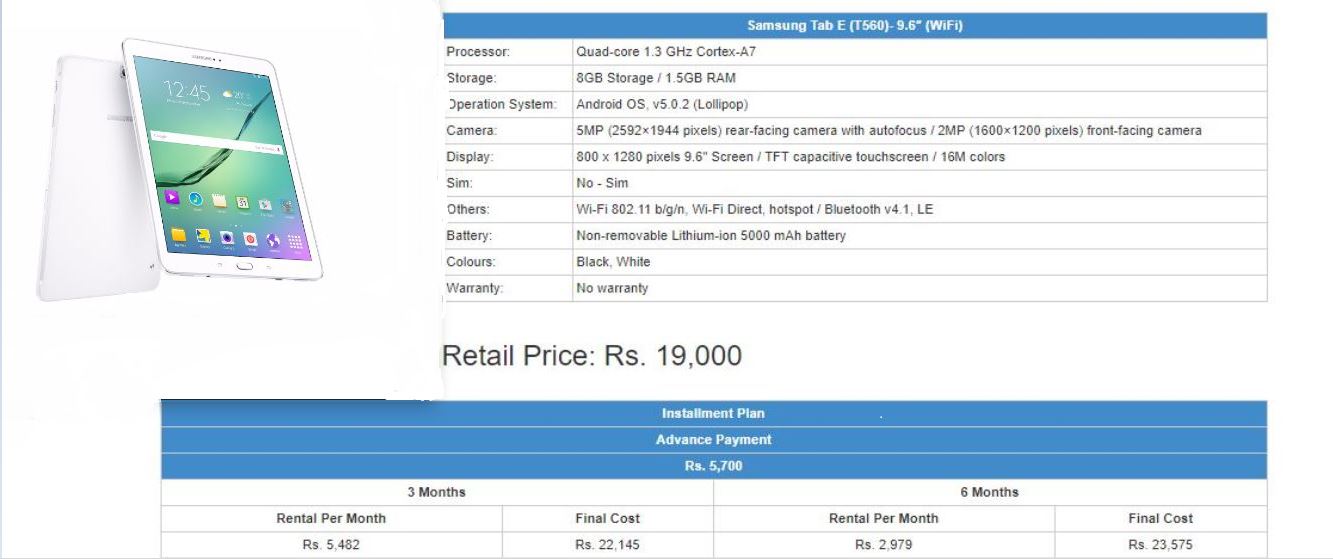 SAMSUNG
12:45
Samsung Tab E (T560)- 9.6" (WiFi)
Processor: Quad-core 1.3 GHz Cortex-A7
Storage: 8GB Storage / 1.5GB RAM
Operation System: Android OS, v5.0.2 (Lollipop)
Camera: 5MP (2592×1944 pixels) rear-facing camera with autofocus / 2MP (1600×1200 pixels) front-facing camera
Display: 800 x 1280 pixels 9.6" Screen / TFT capacitive touchscreen / 16M colors
Sim: No - Sim
Others: Wi-Fi 802.11 b/g/n, Wi-Fi Direct, hotspot / Bluetooth v4.1, LE
Battery: Non-removable Lithium-ion 5000 mAh battery
Colours: Black, White
Warranty: No warranty
Retail Price: Rs. 19,000
Installment Plan
Advance Payment
Rs. 5,700
3 Months 6 Months
Rental Per Month Final Cost Rental Per Month Final Cost
Rs. 5,482 Rs. 22,145 Rs. 2,979 Rs. 23,575